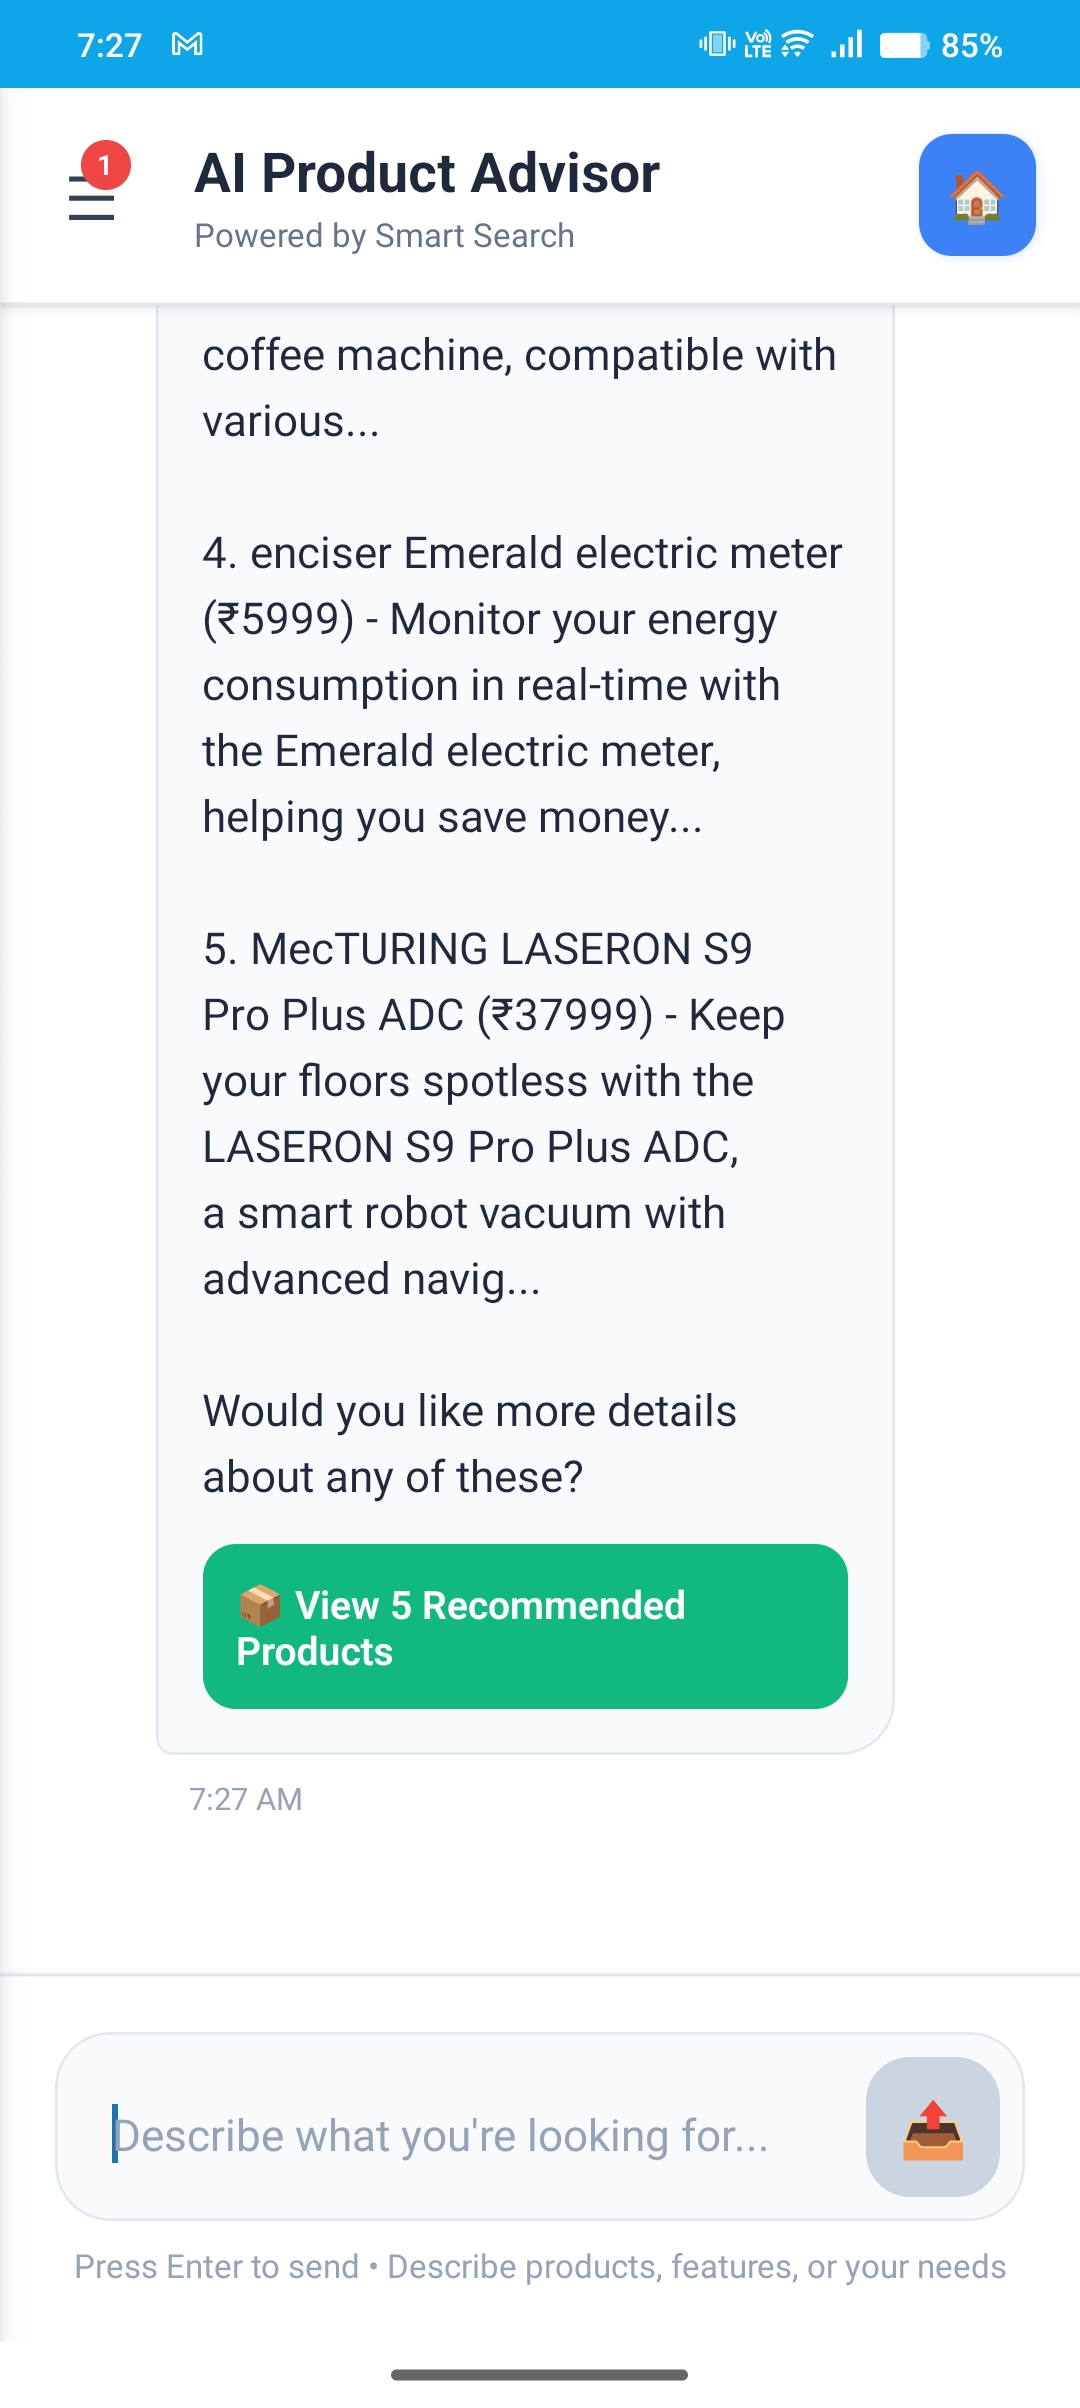 7:27
Vo)) LTE
85%
1
AI Product Advisor
Powered by Smart Search
coffee machine, compatible with
various...
4. enciser Emerald electric meter
(₹5999) - Monitor your energy
consumption in real-time with
the Emerald electric meter,
helping you save money...
5. MecTURING LASERON S9
Pro Plus ADC (₹37999) - Keep
your floors spotless with the
LASERON S9 Pro Plus ADC,
a smart robot vacuum with
advanced navig...
Would you like more details
about any of these?
📦 View 5 Recommended
Products
7:27 AM
Describe what you're looking for...
Press Enter to send • Describe products, features, or your needs